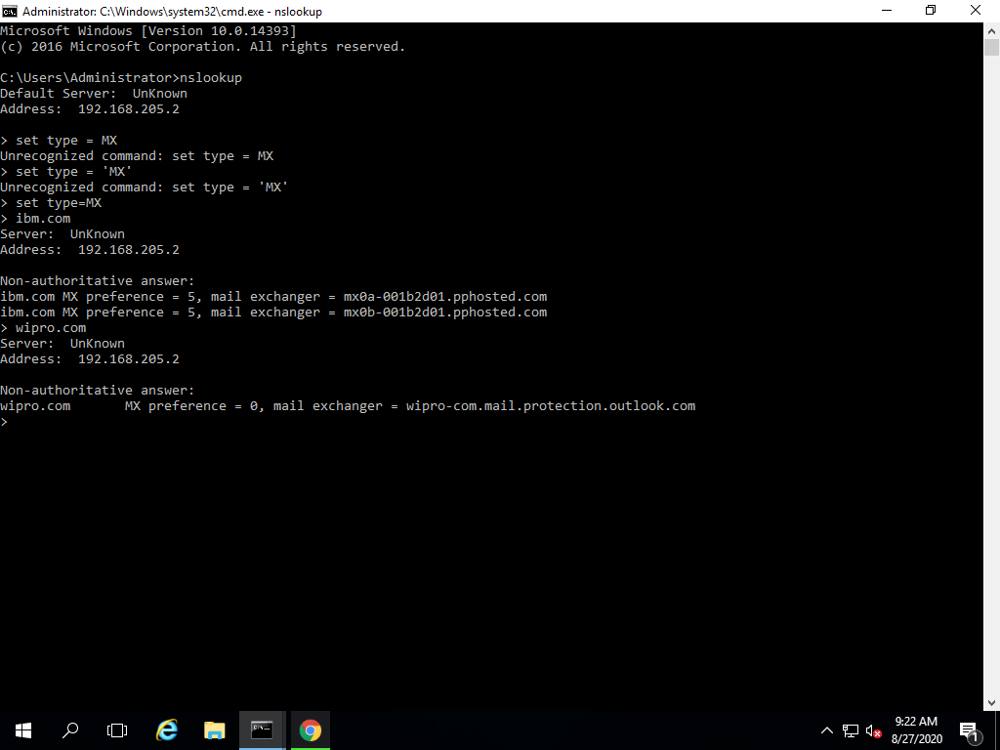 Administrator: C:\Windows\system32\cmd.exe - nslookup
Microsoft Windows [Version 10.0.14393]
(c) 2016 Microsoft Corporation. All rights reserved.
C:\Users\Administrator>nslookup
Default Server:  UnKnown
Address:  192.168.205.2
> set type = MX
Unrecognized command: set type = MX
> set type = 'MX'
Unrecognized command: set type = 'MX'
> set type=MX
> ibm.com
Server:  UnKnown
Address:  192.168.205.2
Non-authoritative answer:
ibm.com MX preference = 5, mail exchanger = mx0a-001b2d01.pphosted.com
ibm.com MX preference = 5, mail exchanger = mx0b-001b2d01.pphosted.com
> wipro.com
Server:  UnKnown
Address:  192.168.205.2
Non-authoritative answer:
wipro.com       MX preference = 0, mail exchanger = wipro-com.mail.protection.outlook.com
>
9:22 AM
8/27/2020
1